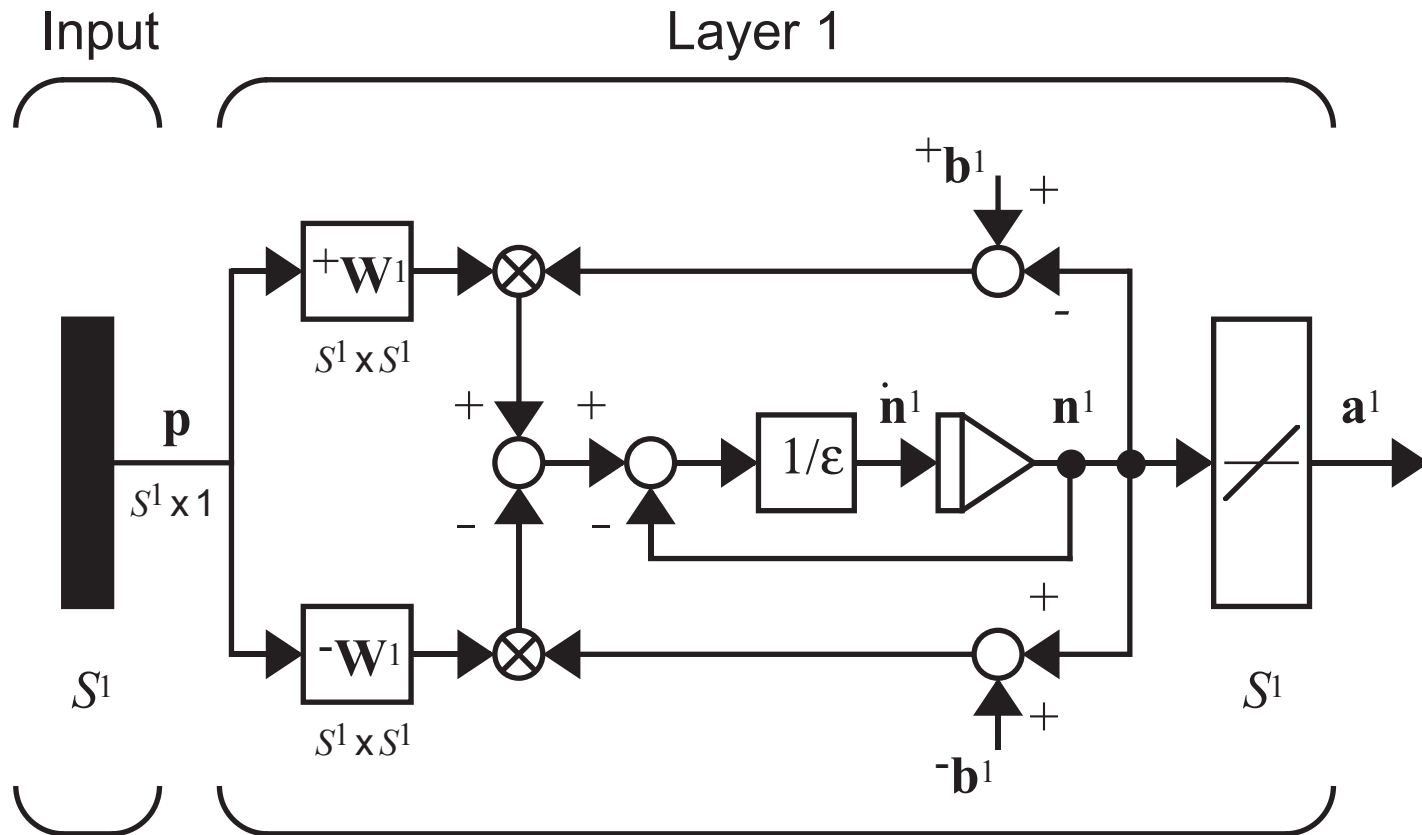 Input
Layer 1
+b1
+
-
+W1
S1 x S1
p
S1 x 1
+
+
1/ε
ṅ1
n1
a1
-
-
+
-W1
S1 x S1
+
-b1
S1
S1